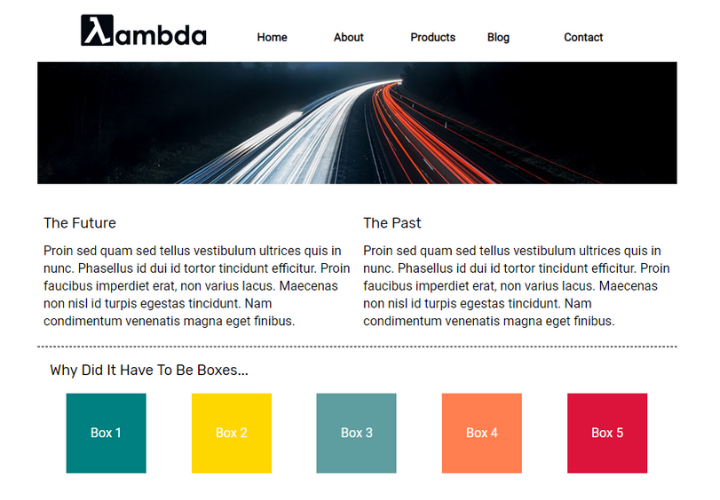 λambda
Home About Products Blog Contact
The Future
Proin sed quam sed tellus vestibulum ultrices quis in
nunc. Phasellus id dui id tortor tincidunt efficitur. Proin
faucibus imperdiet erat, non varius lacus. Maecenas
non nisl id turpis egestas tincidunt. Nam
condimentum venenatis magna eget finibus.
The Past
Proin sed quam sed tellus vestibulum ultrices quis in
nunc. Phasellus id dui id tortor tincidunt efficitur. Proin
faucibus imperdiet erat, non varius lacus. Maecenas
non nisl id turpis egestas tincidunt. Nam
condimentum venenatis magna eget finibus.
Why Did It Have To Be Boxes...
Box 1 Box 2 Box 3 Box 4 Box 5